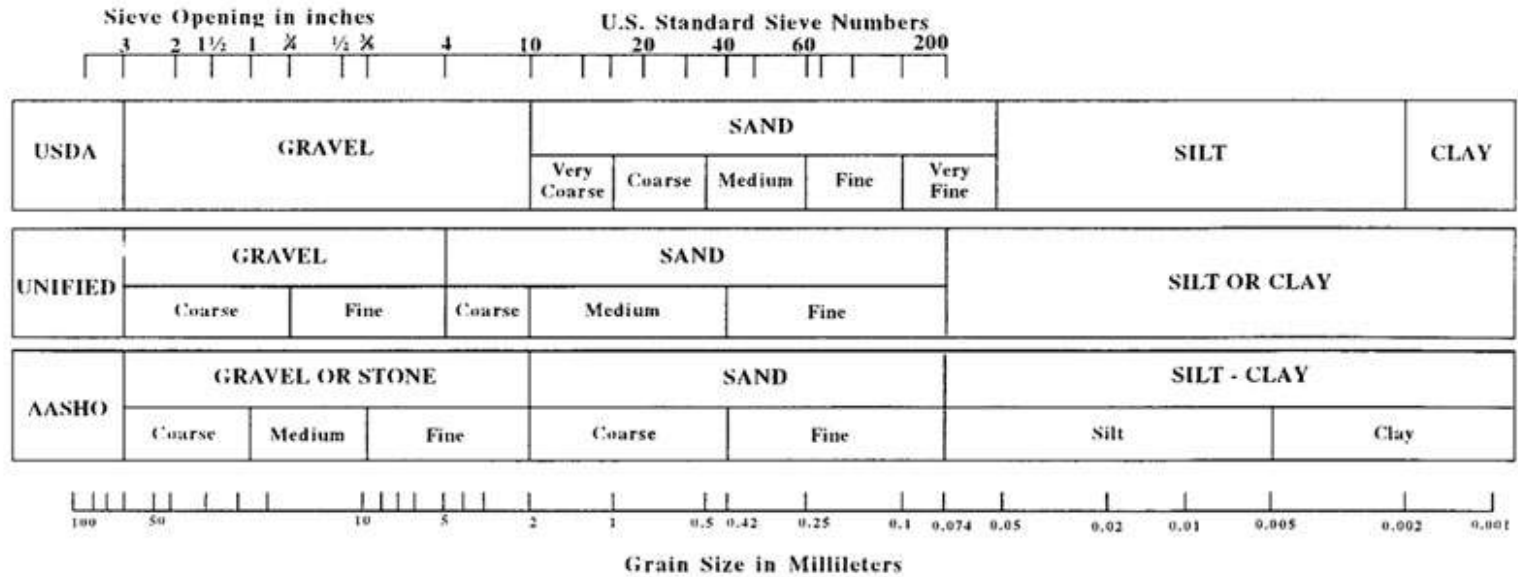 Sieve Opening in inches
U.S. Standard Sieve Numbers
3 2 1½ 1 ¾ ½ ⅜ 4 10 20 40 60 200
USDA
GRAVEL
SAND
Very Coarse
Coarse
Medium
Fine
Very Fine
SILT
CLAY
UNIFIED
GRAVEL
Coarse
Fine
SAND
Coarse
Medium
Fine
SILT OR CLAY
AASHO
GRAVEL OR STONE
Coarse
Medium
Fine
SAND
Coarse
Fine
SILT - CLAY
Silt
Clay
100 50 10 5 2 1 0.5 0.42 0.25 0.1 0.074 0.05 0.02 0.01 0.005 0.002 0.001
Grain Size in Millileters